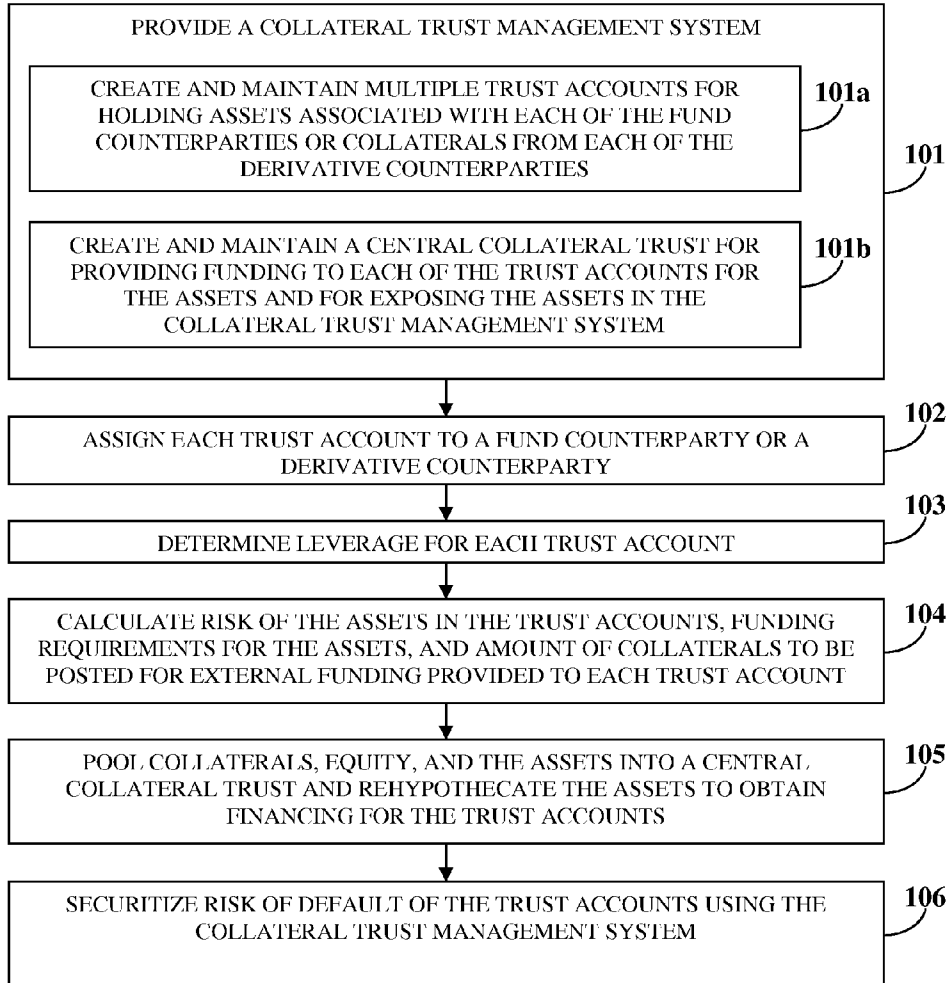 PROVIDE A COLLATERAL TRUST MANAGEMENT SYSTEM
CREATE AND MAINTAIN MULTIPLE TRUST ACCOUNTS FOR
HOLDING ASSETS ASSOCIATED WITH EACH OF THE FUND
COUNTERPARTIES OR COLLATERALS FROM EACH OF THE
DERIVATIVE COUNTERPARTIES
101a
101
CREATE AND MAINTAIN A CENTRAL COLLATERAL TRUST FOR
PROVIDING FUNDING TO EACH OF THE TRUST ACCOUNTS FOR
THE ASSETS AND FOR EXPOSING THE ASSETS IN THE
COLLATERAL TRUST MANAGEMENT SYSTEM
101b
ASSIGN EACH TRUST ACCOUNT TO A FUND COUNTERPARTY OR A
DERIVATIVE COUNTERPARTY
102
DETERMINE LEVERAGE FOR EACH TRUST ACCOUNT
103
CALCULATE RISK OF THE ASSETS IN THE TRUST ACCOUNTS, FUNDING
REQUIREMENTS FOR THE ASSETS, AND AMOUNT OF COLLATERALS TO BE
POSTED FOR EXTERNAL FUNDING PROVIDED TO EACH TRUST ACCOUNT
104
POOL COLLATERALS, EQUITY, AND THE ASSETS INTO A CENTRAL
COLLATERAL TRUST AND REHYPOTHECATE THE ASSETS TO OBTAIN
FINANCING FOR THE TRUST ACCOUNTS
105
SECURITIZE RISK OF DEFAULT OF THE TRUST ACCOUNTS USING THE
COLLATERAL TRUST MANAGEMENT SYSTEM
106